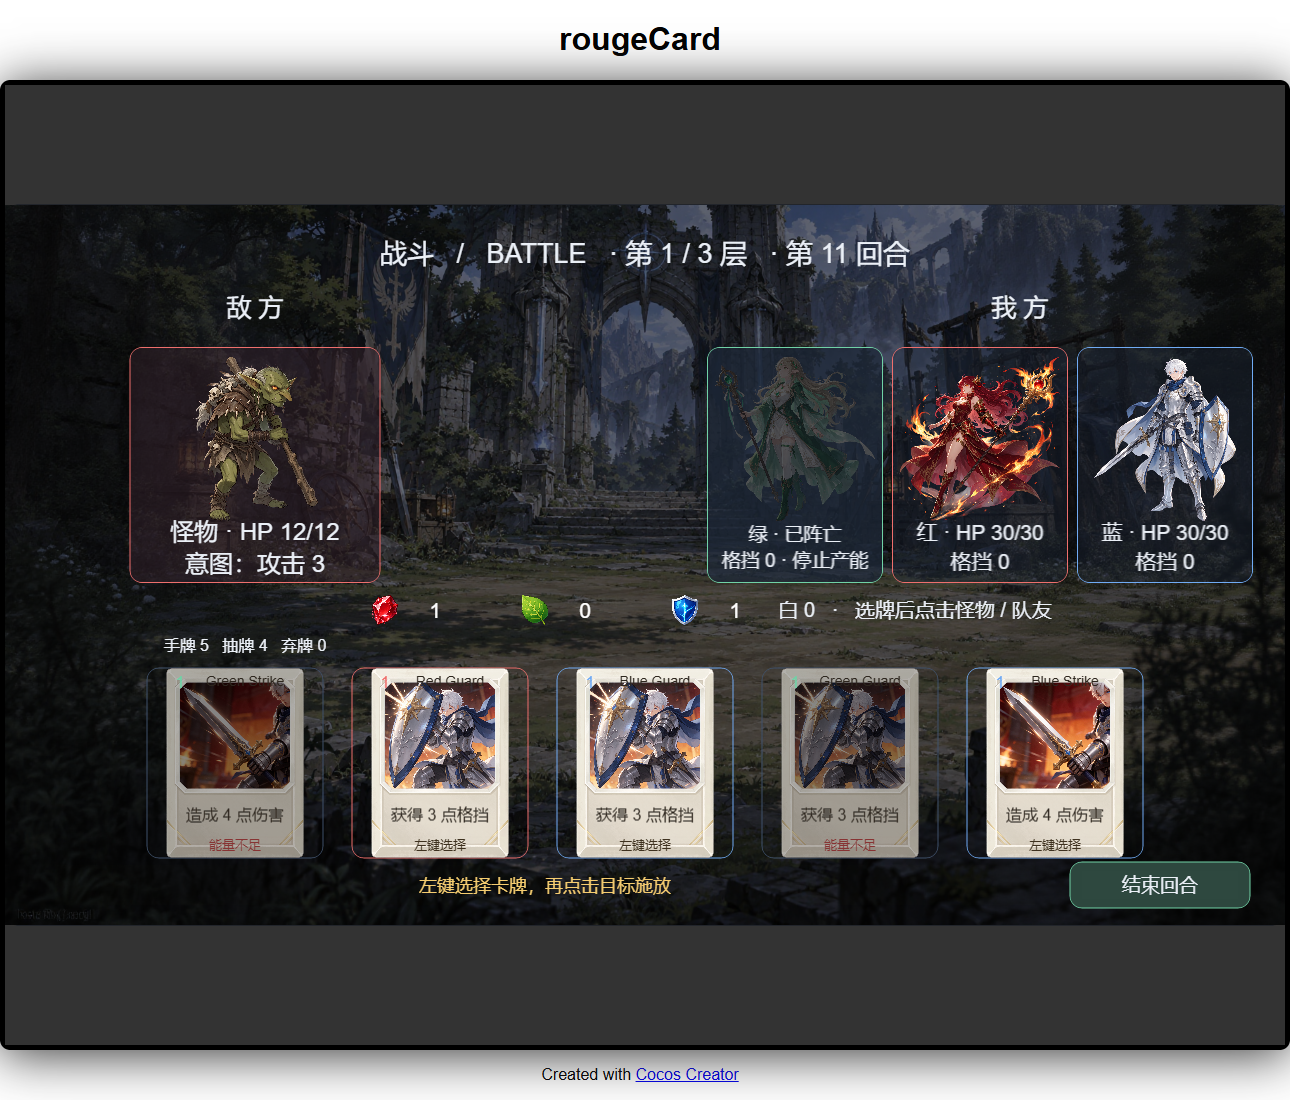 rougeCard
战斗 / BATTLE · 第 1 / 3 层 · 第 11 回合
敌 方
我 方
怪物 · HP 12/12
意图：攻击 3
绿 · 已阵亡
格挡 0 · 停止产能
红 · HP 30/30
格挡 0
蓝 · HP 30/30
格挡 0
1
0
1
白 0 · 选牌后点击怪物 / 队友
手牌 5 抽牌 4 弃牌 0
1 Green Strike
造成 4 点伤害
能量不足
1 Red Guard
获得 3 点格挡
左键选择
1 Blue Guard
获得 3 点格挡
左键选择
1 Green Guard
获得 3 点格挡
能量不足
1 Blue Strike
造成 4 点伤害
左键选择
左键选择卡牌，再点击目标施放
结束回合
Created with Cocos Creator